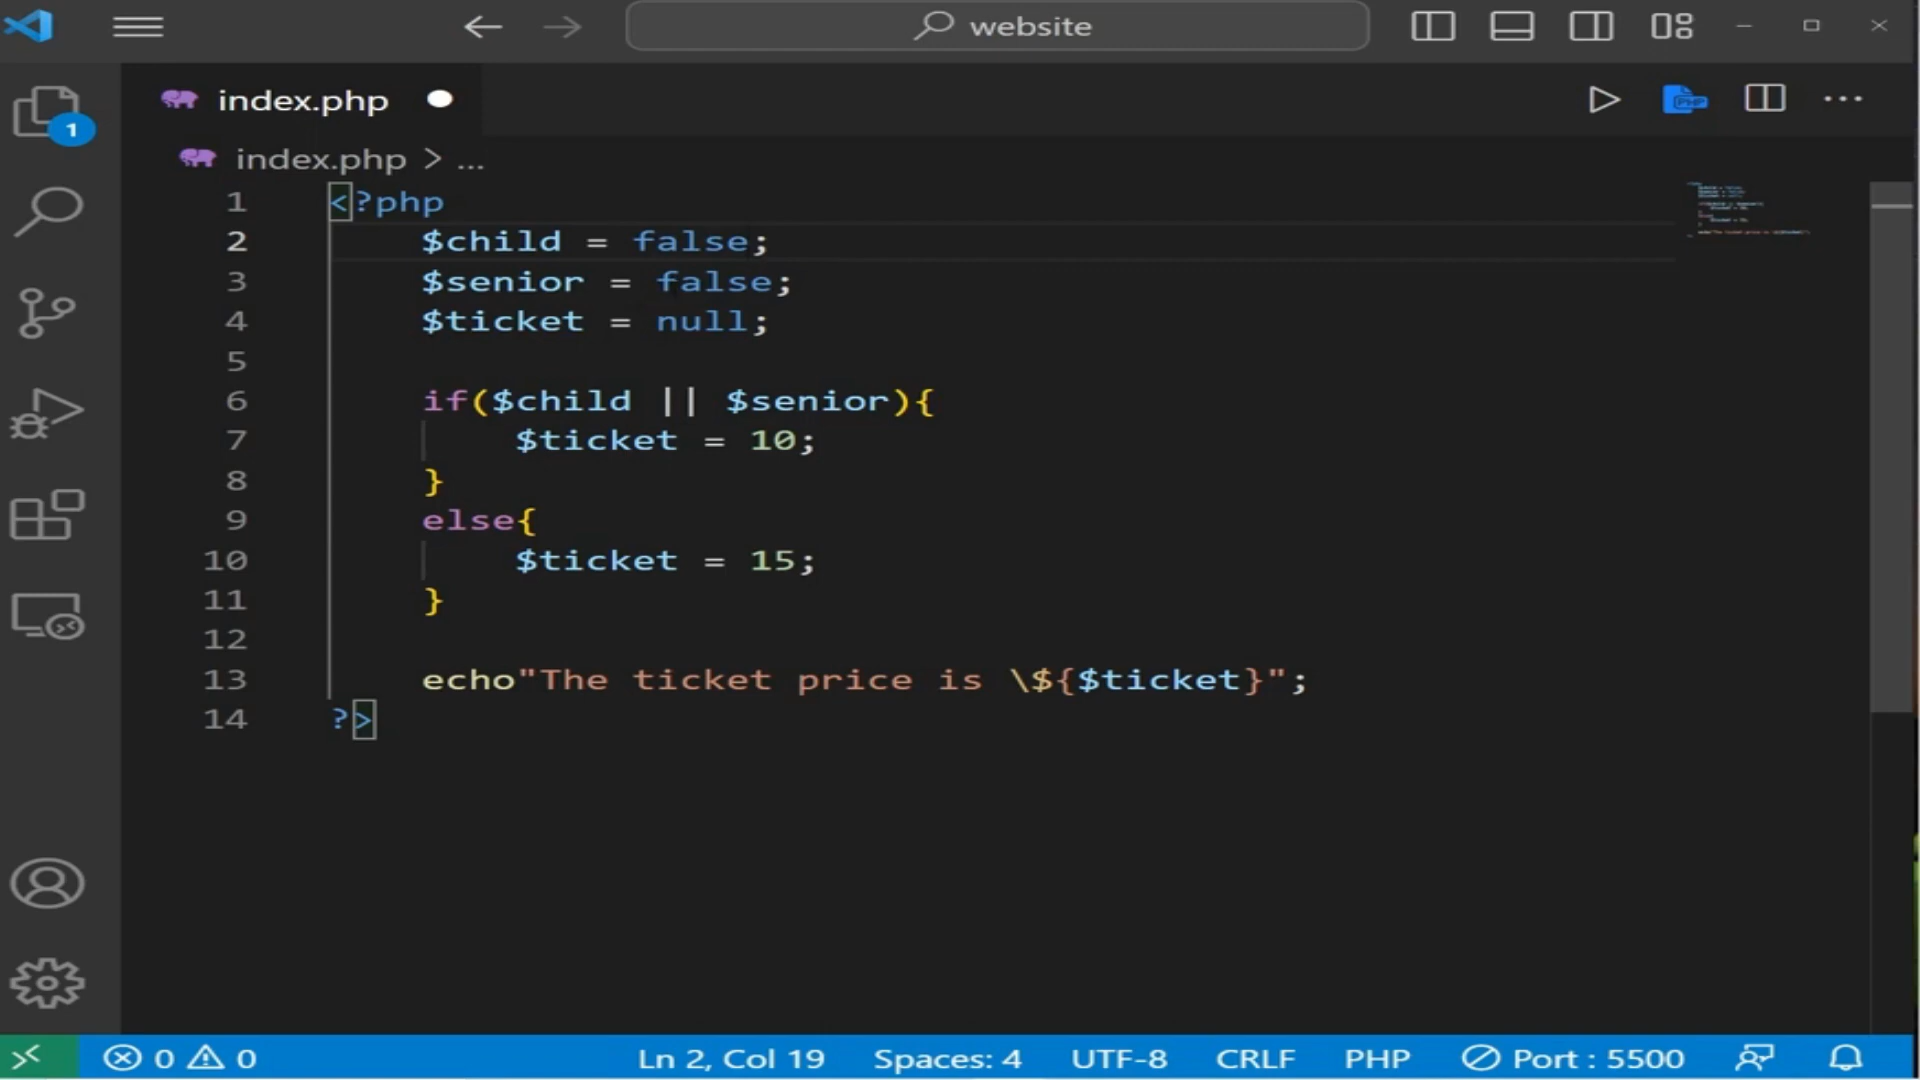 website
index.php
1
index.php > ...
1 <?php
2 $child = false;
3 $senior = false;
4 $ticket = null;
5
6 if($child || $senior){
7 $ticket = 10;
8 }
9 else{
10 $ticket = 15;
11 }
12
13 echo"The ticket price is \${$ticket}";
14 ?>
0 0 Ln 2, Col 19 Spaces: 4 UTF-8 CRLF PHP Port : 5500